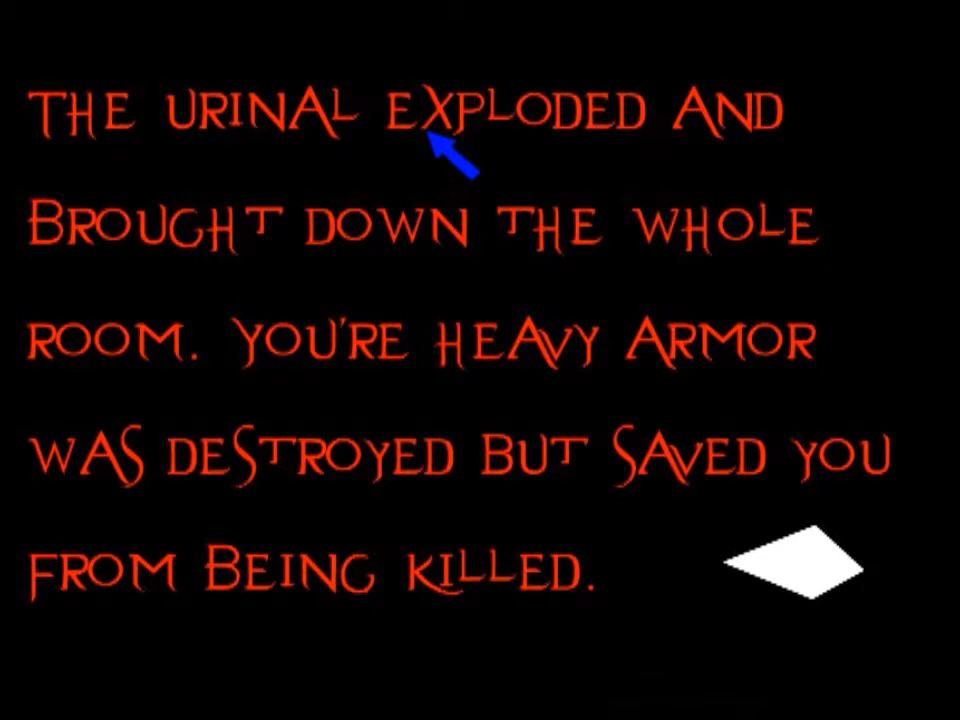 THE URINAL EXPLODED AND
BROUGHT DOWN THE WHOLE
ROOM. YOU'RE HEAVY ARMOR
WAS DESTROYED BUT SAVED YOU
FROM BEING KILLED.